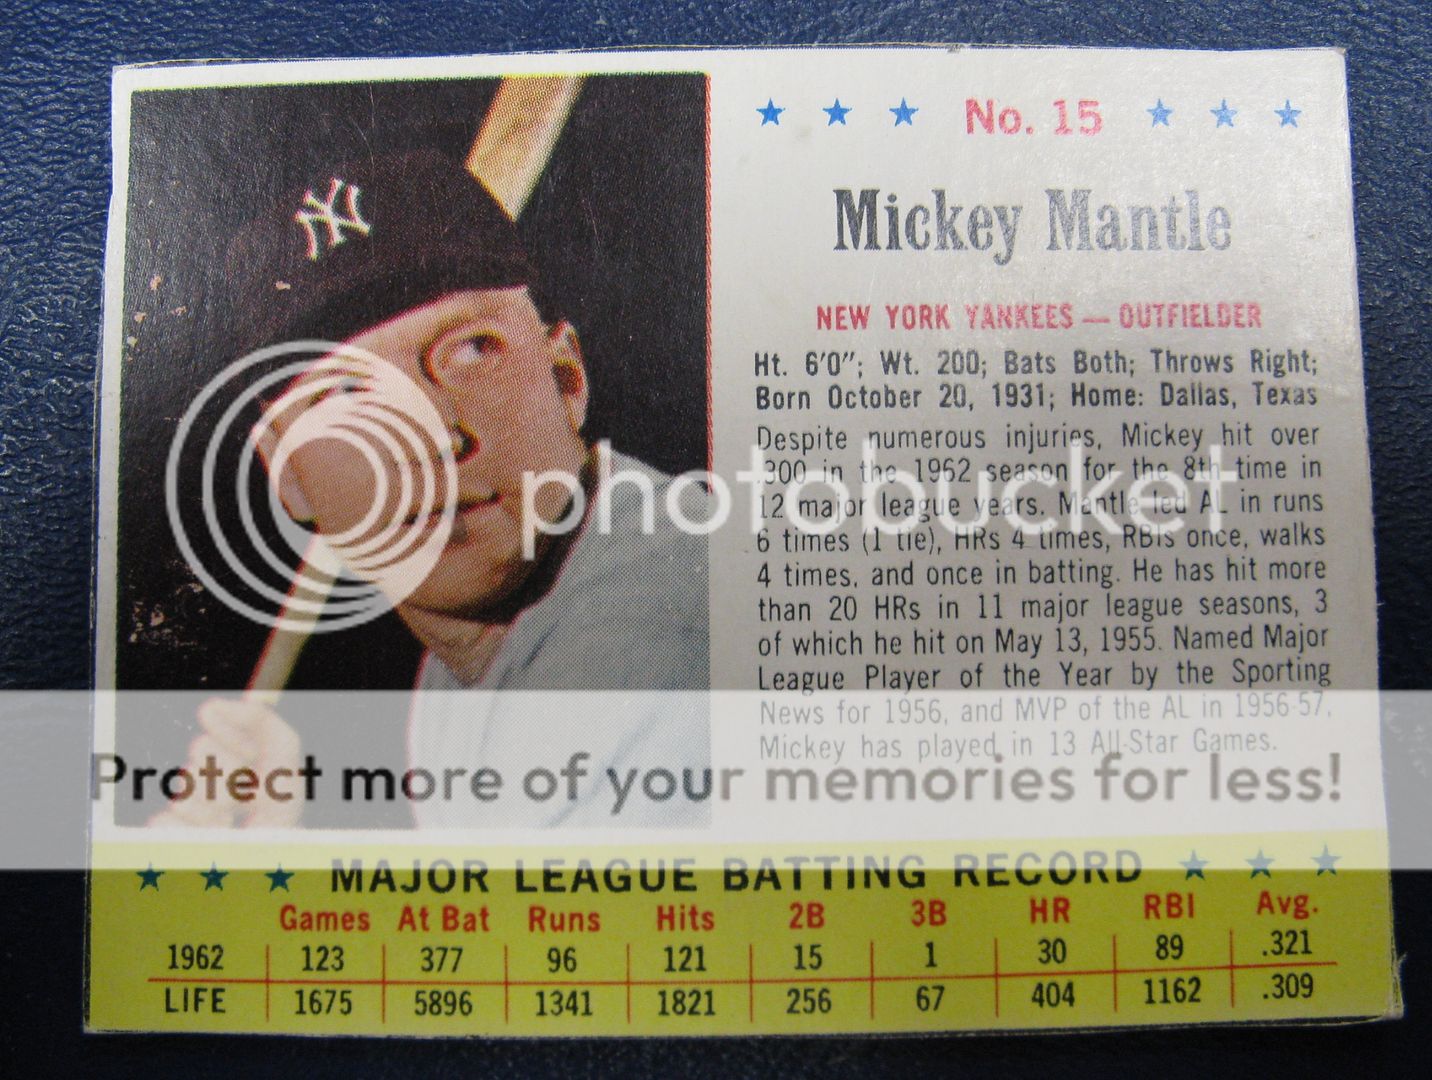 NY
★ ★ ★ No. 15 ★ ★ ★
Mickey Mantle
NEW YORK YANKEES — OUTFIELDER
Ht. 6'0"; Wt. 200; Bats Both; Throws Right;
Born October 20, 1931; Home: Dallas, Texas
Despite numerous injuries, Mickey hit over
.300 in the 1962 season for the 8th time in
12 major league years. Mantle led AL in runs
6 times (1 tie), HRs 4 times, RBIs once, walks
4 times, and once in batting. He has hit more
than 20 HRs in 11 major league seasons, 3
of which he hit on May 13, 1955. Named Major
League Player of the Year by the Sporting
News for 1956, and MVP of the AL in 1956-57.
Mickey has played in 13 All-Star Games.
photobucket
Protect more of your memories for less!
★ ★ ★ MAJOR LEAGUE BATTING RECORD ★ ★ ★
Games At Bat Runs Hits 2B 3B HR RBI Avg.
1962 123 377 96 121 15 1 30 89 .321
LIFE 1675 5896 1341 1821 256 67 404 1162 .309